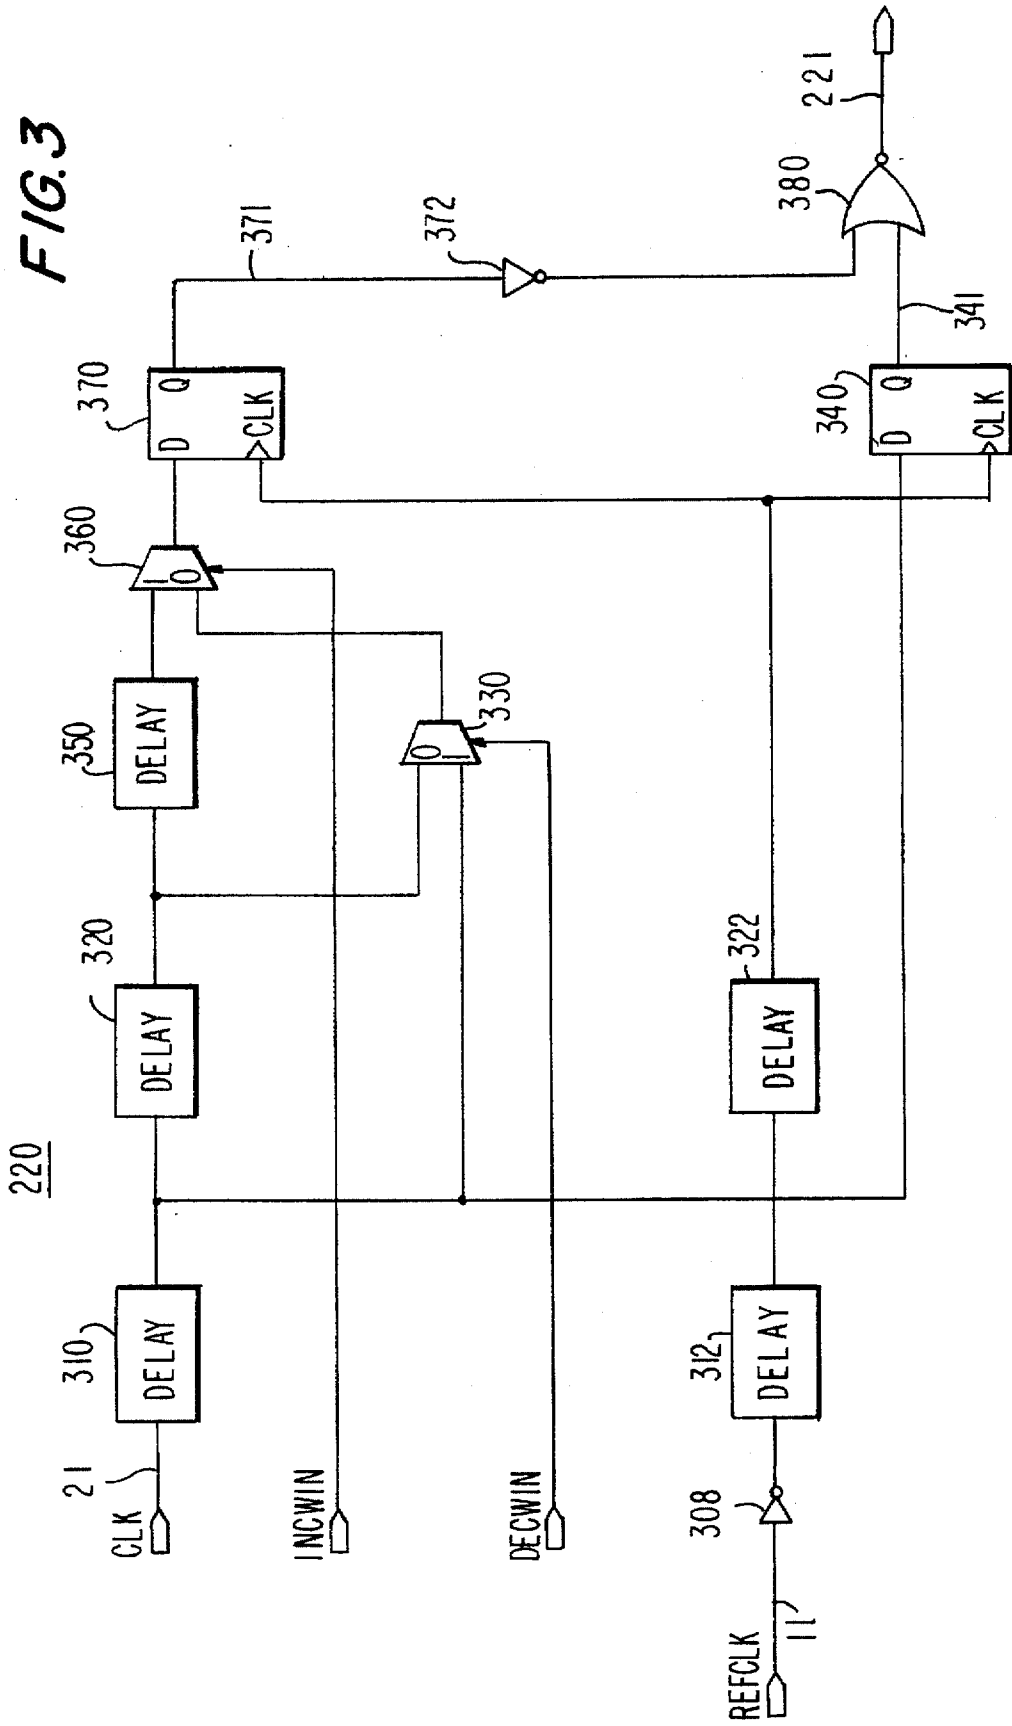 FIG.3
220
CLK
21
310
DELAY
320
DELAY
350
DELAY
360
1
0
370
D
Q
CLK
371
372
INCWIN
DECWIN
330
0
1
REFCLK
11
308
312
DELAY
322
DELAY
340
D
Q
CLK
341
380
221